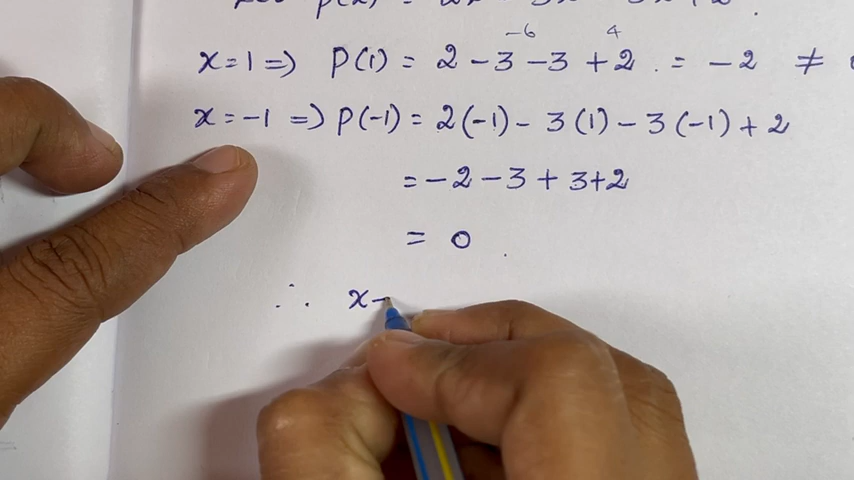 -6 4
x=1 => P(1) = 2 - 3 - 3 + 2 . = -2 ≠
x = -1 => P(-1) = 2(-1) - 3(1) - 3(-1) + 2
= -2 - 3 + 3+2
= 0 .
∴ x-